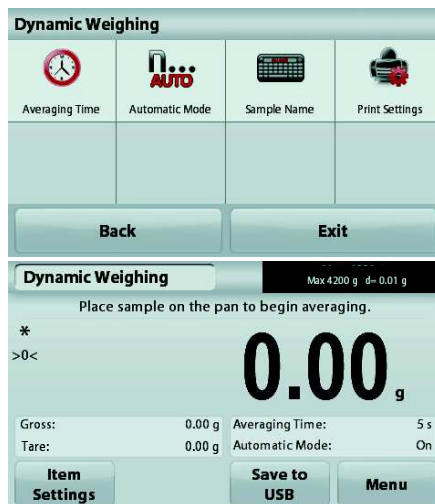 Dynamic Weighing
n... AUTO
Averaging Time Automatic Mode Sample Name Print Settings
Back Exit
Dynamic Weighing Max 4200 g d= 0.01 g
Place sample on the pan to begin averaging.
*
>0<
0.00 g
Gross: 0.00 g Averaging Time: 5 s
Tare: 0.00 g Automatic Mode: On
Item Settings Save to USB Menu